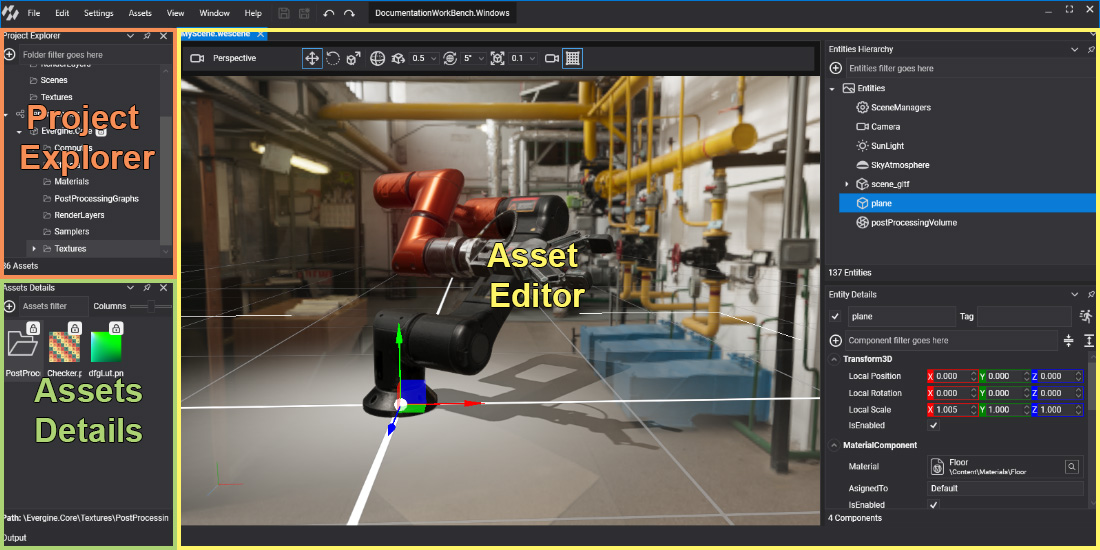 File Edit Settings Assets View Window Help DocumentationWorkBench.Windows
Project Explorer
Folder filter goes here
RenderLayers
Scenes
Textures
Evergine.Core
Materials
PostProcessingGraphs
RenderLayers
Samplers
Textures
86 Assets
Project
Explorer
Assets Details
Assets filter Columns
PostProc Checker.p dfgLut.pn
Assets
Details
Path: \Evergine.Core\Textures\PostProcessin
Output
MyScene.wescene
Perspective 0.5 5° 0.1
Asset
Editor
Entities Hierarchy
Entities filter goes here
Entities
SceneManagers
Camera
SunLight
SkyAtmosphere
scene_gltf
plane
postProcessingVolume
137 Entities
Entity Details
plane Tag
Component filter goes here
Transform3D
Local Position X 0.000 Y 0.000 Z 0.000
Local Rotation X 0.000 Y 0.000 Z 0.000
Local Scale X 1.005 Y 1.000 Z 1.000
IsEnabled
MaterialComponent
Material Floor
\Content\Materials\Floor
AsignedTo Default
IsEnabled
4 Components